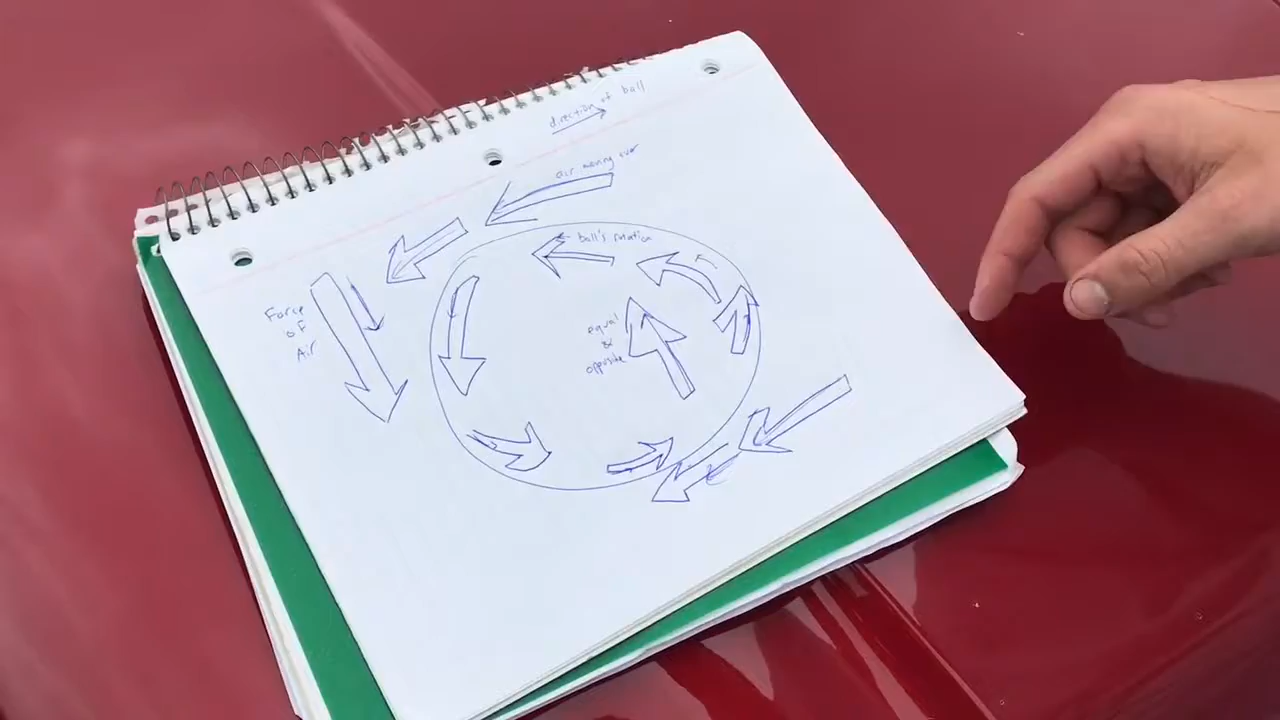 direction of ball
air moving over
ball's rotation
Force
of
Air
equal
&
opposite